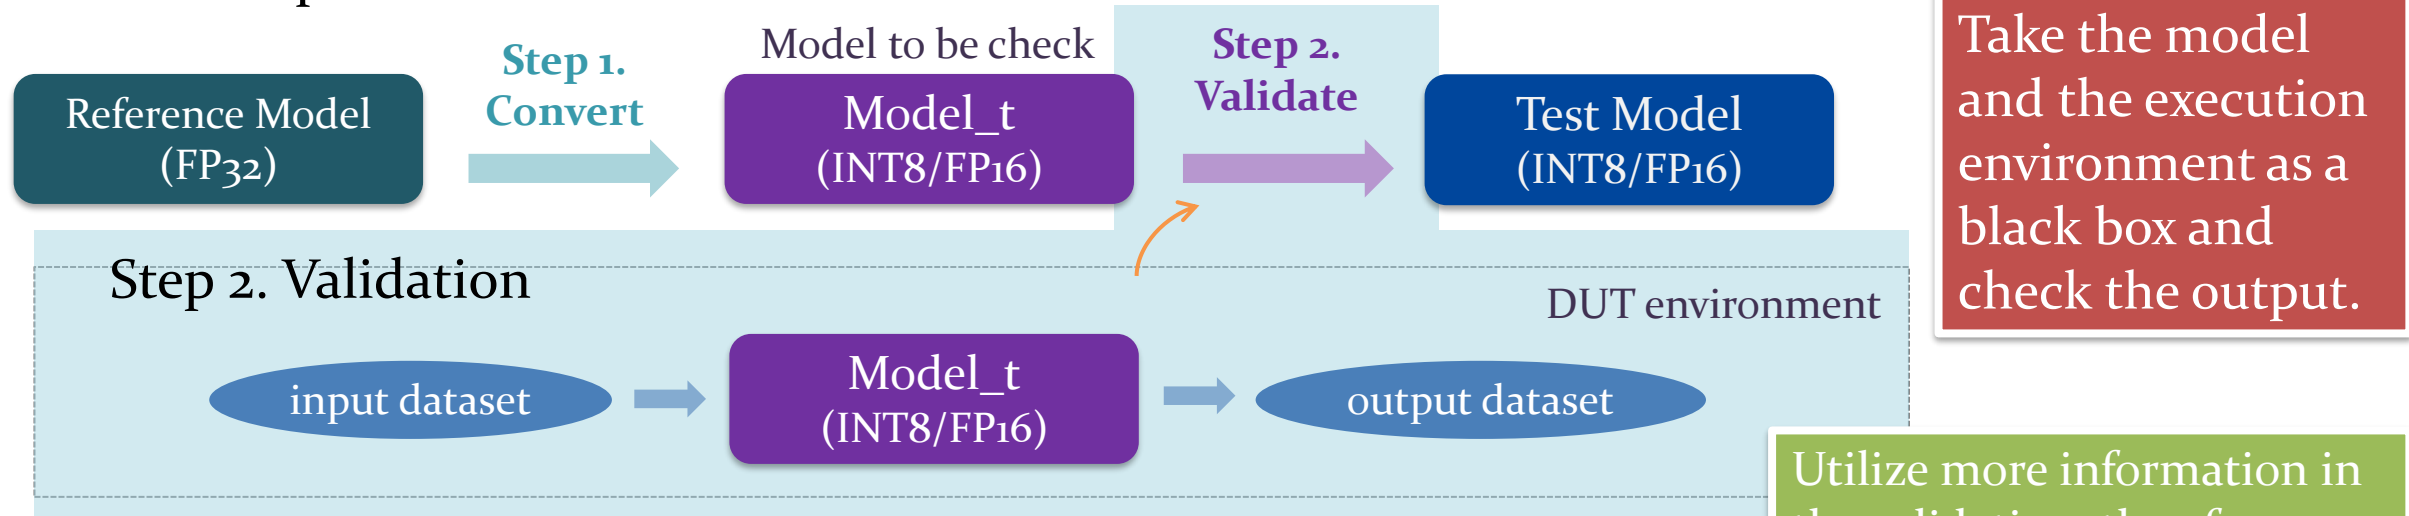 Reference Model
(FP32)
Step 1.
Convert
Model to be check
Model_t
(INT8/FP16)
Step 2.
Validate
Test Model
(INT8/FP16)
Take the model
and the execution
environment as a
black box and
check the output.
Step 2. Validation
DUT environment
input dataset
Model_t
(INT8/FP16)
output dataset
Utilize more information in